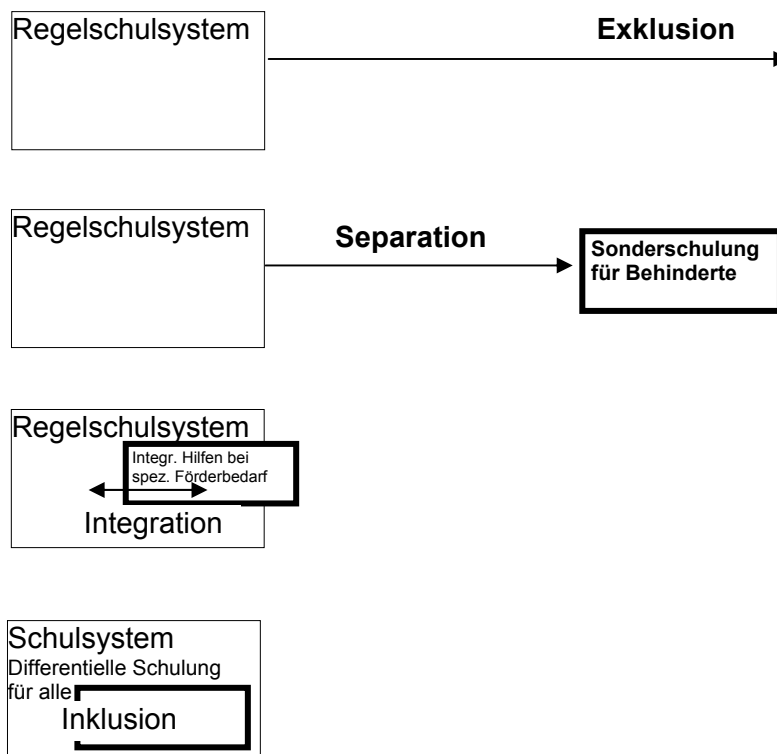 Regelschulsystem
Exklusion
Regelschulsystem
Separation
Sonderschulung
für Behinderte
Regelschulsystem
Integr. Hilfen bei
spez. Förderbedarf
Integration
Schulsystem
Differentielle Schulung
für alle
Inklusion